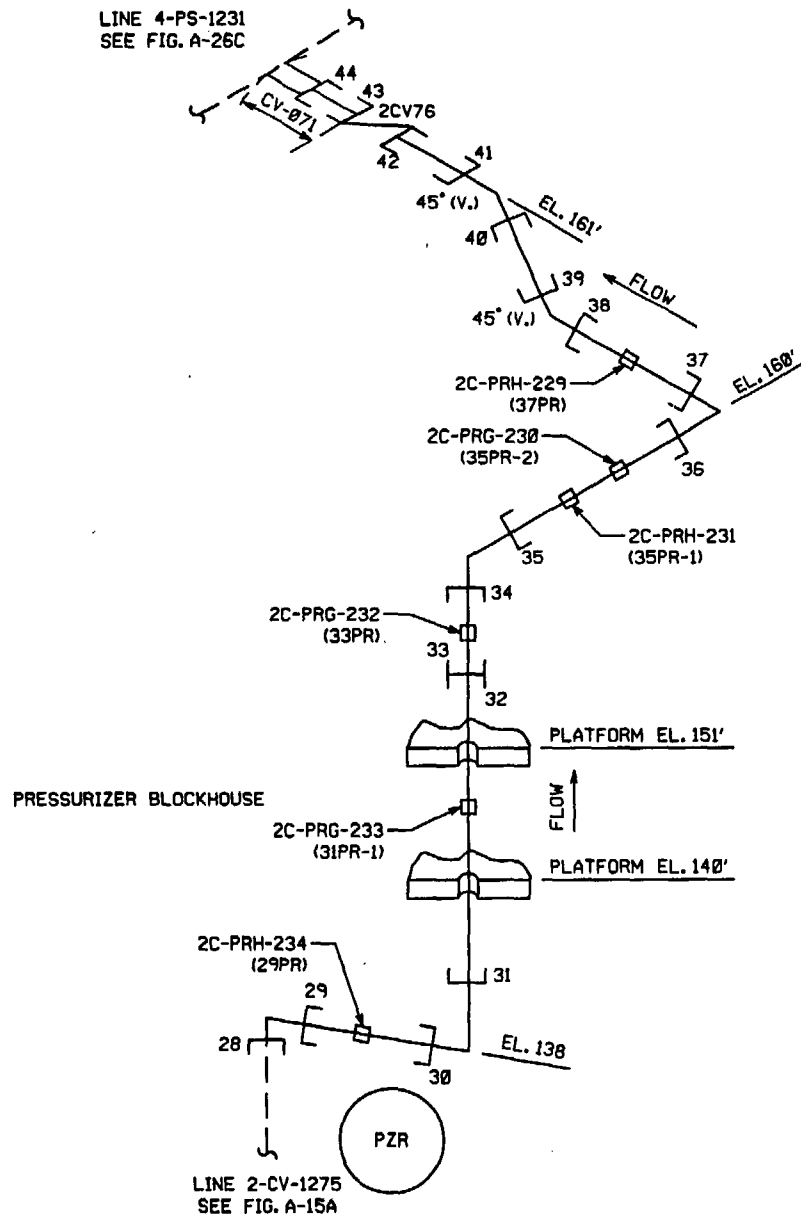 LINE 4-PS-1231
SEE FIG. A-26C
44
43
CV-071
2CV76
42
41
45° (V.)
40
EL. 161'
39
FLOW
45° (V.)
38
37
2C-PRH-229
(37PR)
EL. 160'
2C-PRG-230
(35PR-2)
36
2C-PRH-231
(35PR-1)
35
34
2C-PRG-232
(33PR)
33
32
PLATFORM EL. 151'
PRESSURIZER BLOCKHOUSE
FLOW
2C-PRG-233
(31PR-1)
PLATFORM EL. 140'
2C-PRH-234
(29PR)
31
29
28
30
EL. 138
PZR
LINE 2-CV-1275
SEE FIG. A-15A